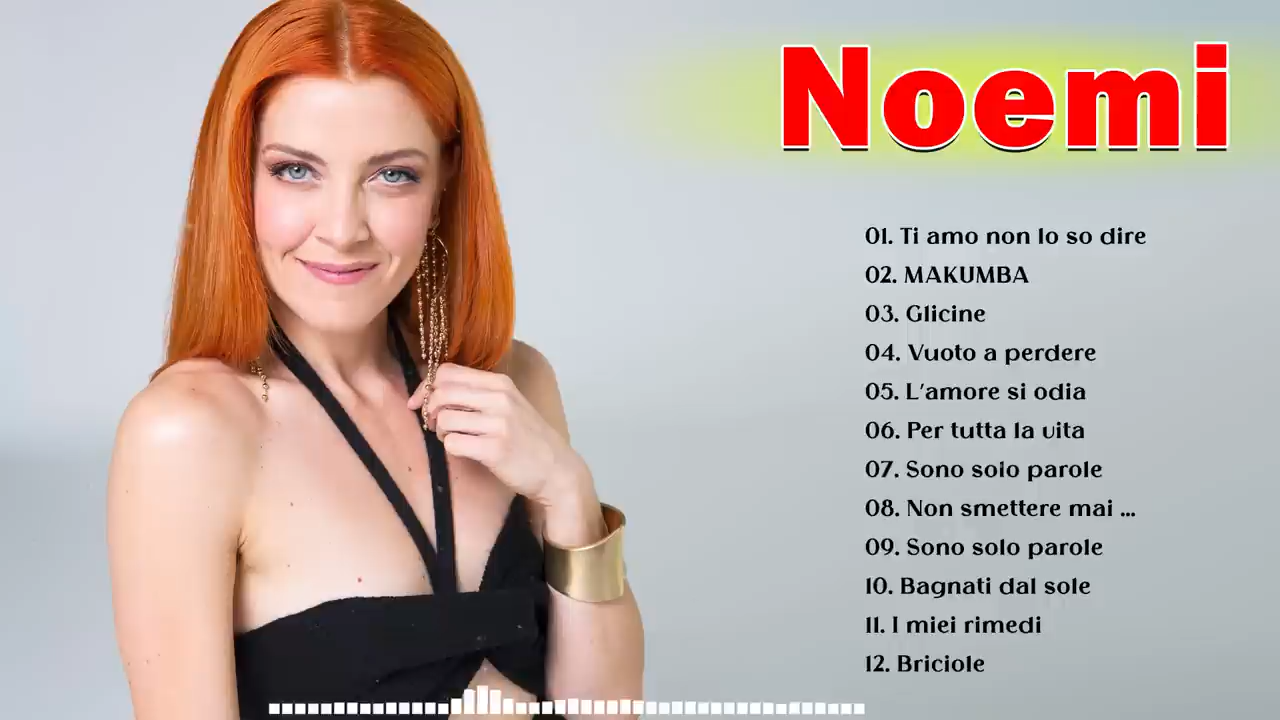 Noemi
01. Ti amo non lo so dire
02. MAKUMBA
03. Glicine
04. Vuoto a perdere
05. L'amore si odia
06. Per tutta la vita
07. Sono solo parole
08. Non smettere mai ...
09. Sono solo parole
10. Bagnati dal sole
11. I miei rimedi
12. Briciole